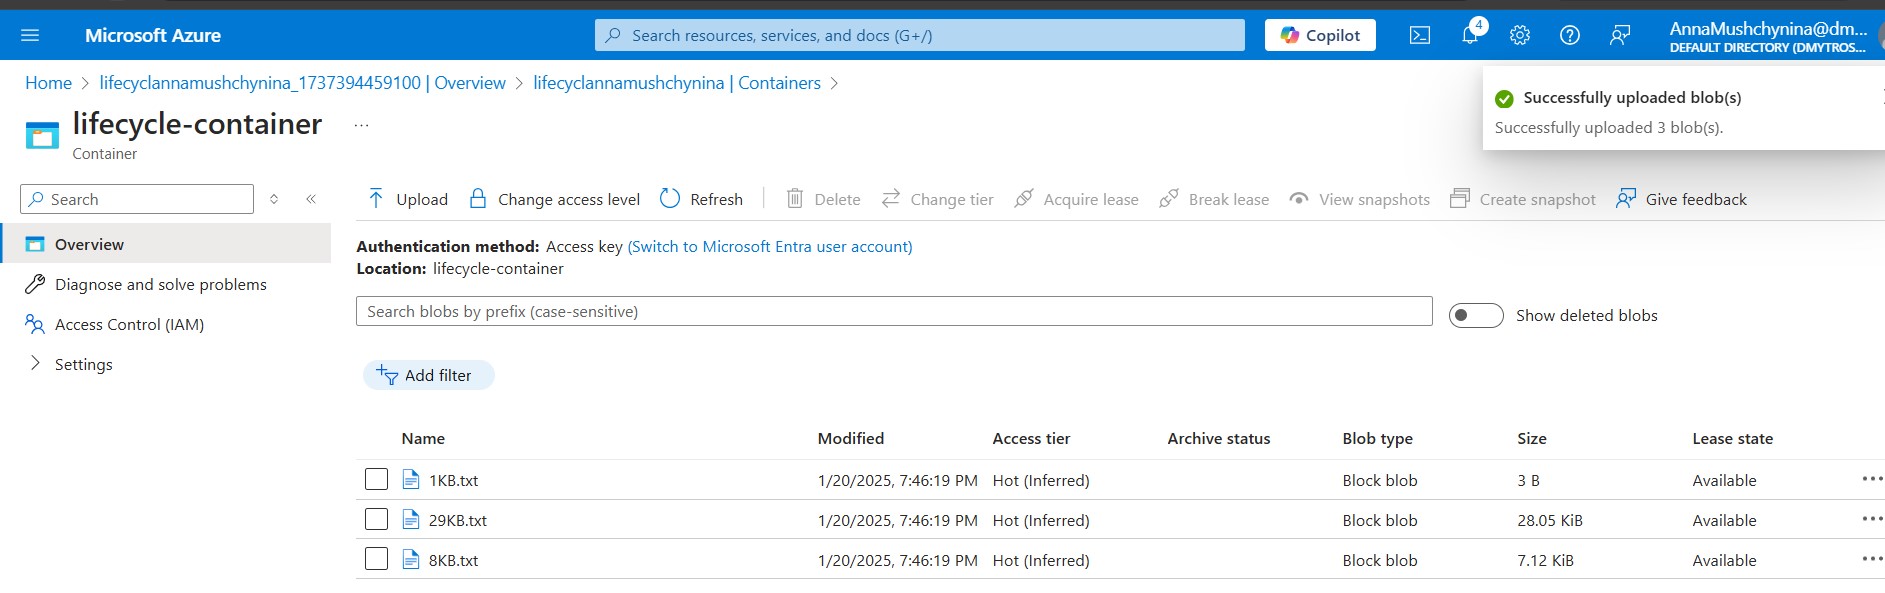 Microsoft Azure
Search resources, services, and docs (G+/)
Copilot
4
AnnaMushchynina@dm...
DEFAULT DIRECTORY (DMYTROS...
Home > lifecyclannamushchynina_1737394459100 | Overview > lifecyclannamushchynina | Containers >
Successfully uploaded blob(s)
Successfully uploaded 3 blob(s).
lifecycle-container ...
Container
Search
Upload Change access level Refresh Delete Change tier Acquire lease Break lease View snapshots Create snapshot Give feedback
Overview
Diagnose and solve problems
Access Control (IAM)
Settings
Authentication method: Access key (Switch to Microsoft Entra user account)
Location: lifecycle-container
Search blobs by prefix (case-sensitive)
Show deleted blobs
Add filter
Name Modified Access tier Archive status Blob type Size Lease state
1KB.txt 1/20/2025, 7:46:19 PM Hot (Inferred) Block blob 3 B Available ...
29KB.txt 1/20/2025, 7:46:19 PM Hot (Inferred) Block blob 28.05 KiB Available ...
8KB.txt 1/20/2025, 7:46:19 PM Hot (Inferred) Block blob 7.12 KiB Available ...